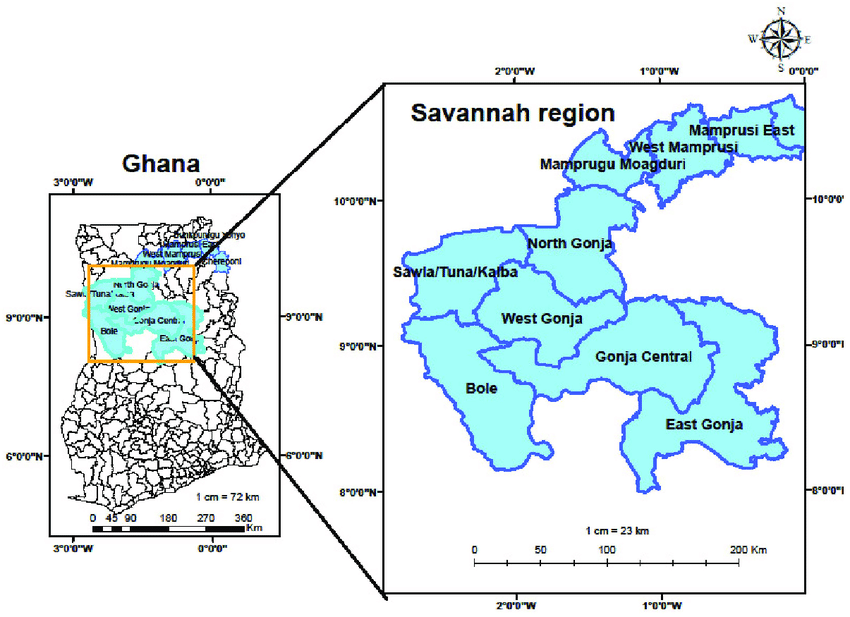 N
W E
S
2°0'0"W 1°0'0"W 0°0'0"
Savannah region
Mamprusi East
West Mamprusi
Mamprugu Moagduri
Ghana
3°0'0"W 0°0'0"
10°0'0"N 10°0'0"N
North Gonja
Sawla/Tuna/Kalba
West Gonja
Gonja Central
Bole
East Gonja
9°0'0"N 9°0'0"N
8°0'0"N 8°0'0"N
1 cm = 23 km
0 50 100 200 Km
2°0'0"W 1°0'0"W
West Mamprusi
North Gonja
West Gonja
Gonja Central
Bole
East Gonja
9°0'0"N 9°0'0"N
6°0'0"N 6°0'0"N
1 cm = 72 km
0 45 90 180 270 360
Km
3°0'0"W 0°0'0"W